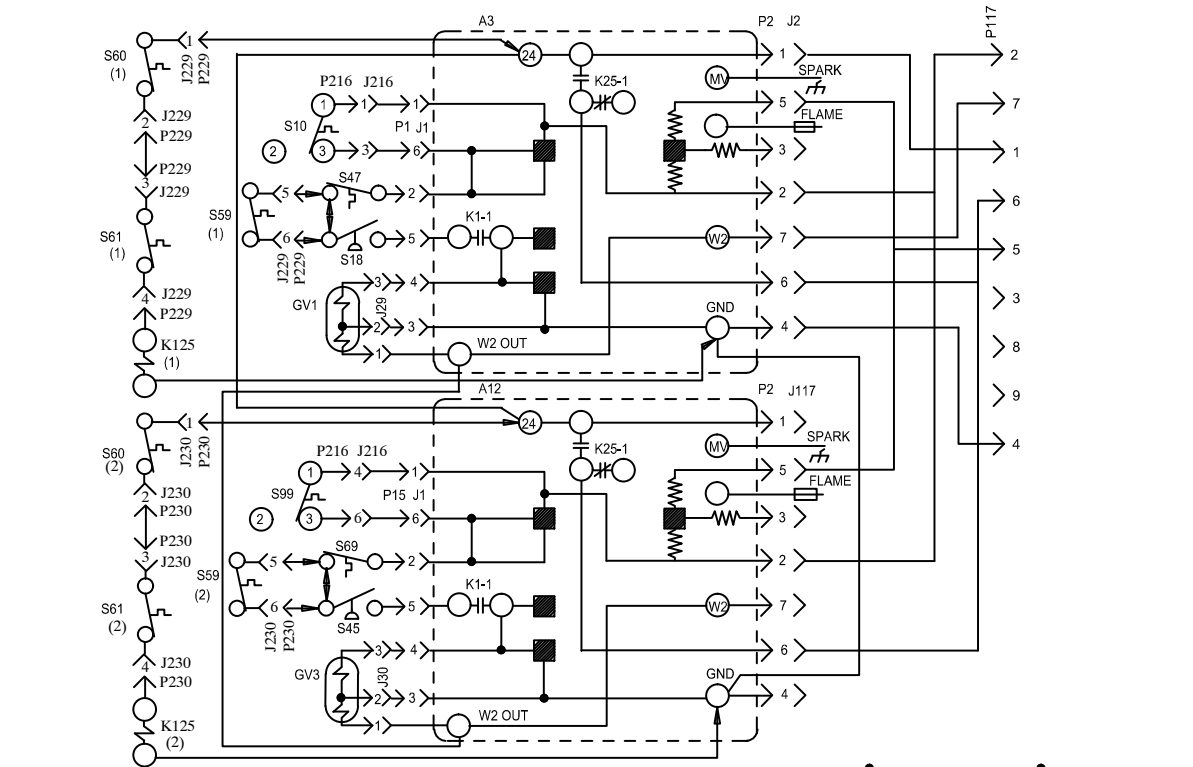 A3
P2 J2
P117
S60
(1)
1
J229
P229
24
1
2
MV
SPARK
K25-1
P216 J216
1
1
1
5
7
J229
2
P229
S10
P1 J1
FLAME
2
3
3
6
3
1
P229
3
J229
S47
5
2
2
6
S59
(1)
K1-1
S61
(1)
6
J229
P229
S18
5
W2
7
5
4
J229
P229
GV1
3
4
6
3
J29
2
3
GND
4
8
K125
(1)
1
W2 OUT
A12
P2 J117
9
S60
(2)
1
J230
P230
24
1
4
MV
SPARK
K25-1
P216 J216
1
4
1
5
J230
2
P230
S99
P15 J1
FLAME
2
3
6
6
3
P230
3
J230
S69
5
2
2
S59
(2)
K1-1
S61
(2)
6
J230
P230
S45
5
W2
7
4
J230
P230
GV3
3
4
6
J30
2
3
GND
4
K125
(2)
1
W2 OUT